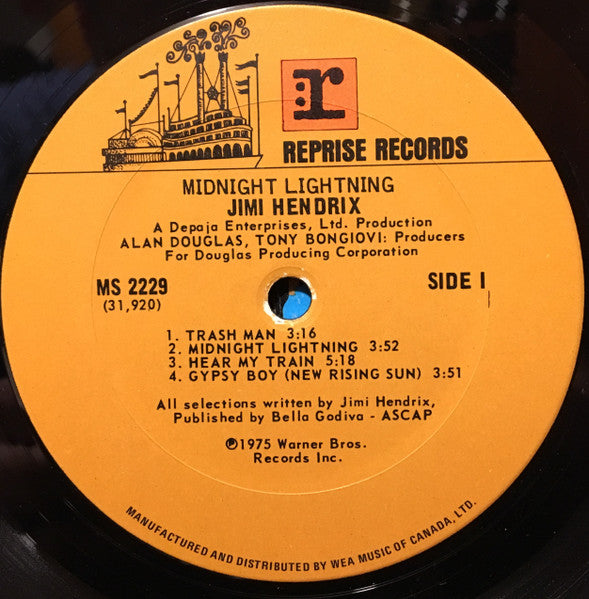 r
REPRISE RECORDS
MIDNIGHT LIGHTNING
JIMI HENDRIX
A Depaja Enterprises, Ltd. Production
ALAN DOUGLAS, TONY BONGIOVI: Producers
For Douglas Producing Corporation
MS 2229
(31,920)
SIDE I
1. TRASH MAN 3:16
2. MIDNIGHT LIGHTNING 3:52
3. HEAR MY TRAIN 5:18
4. GYPSY BOY (NEW RISING SUN) 3:51
All selections written by Jimi Hendrix,
Published by Bella Godiva - ASCAP
℗1975 Warner Bros.
Records Inc.
MANUFACTURED AND DISTRIBUTED BY WEA MUSIC OF CANADA, LTD.